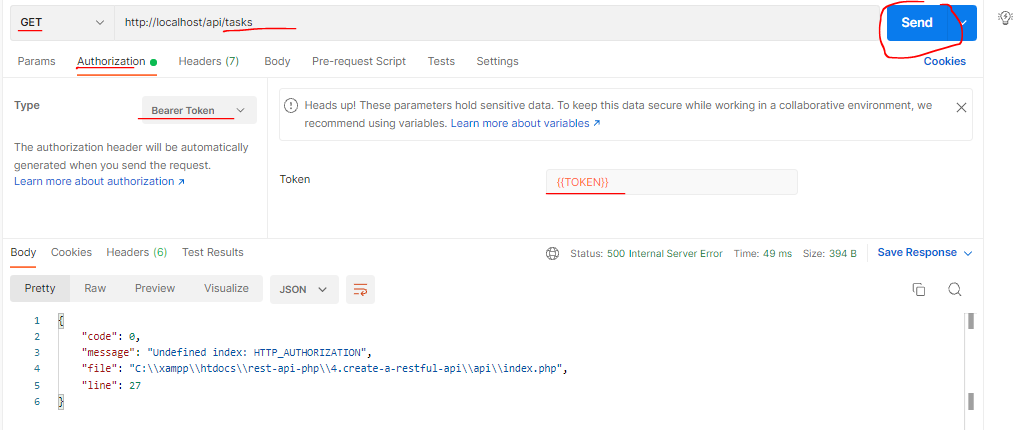 GET http://localhost/api/tasks Send
Params Authorization Headers (7) Body Pre-request Script Tests Settings Cookies
Type
Bearer Token
The authorization header will be automatically
generated when you send the request.
Learn more about authorization ↗
Heads up! These parameters hold sensitive data. To keep this data secure while working in a collaborative environment, we
recommend using variables. Learn more about variables ↗
Token
{{TOKEN}}
Body Cookies Headers (6) Test Results Status: 500 Internal Server Error Time: 49 ms Size: 394 B Save Response
Pretty Raw Preview Visualize JSON
1 {
2 "code": 0,
3 "message": "Undefined index: HTTP_AUTHORIZATION",
4 "file": "C:\\xampp\\htdocs\\rest-api-php\\4.create-a-restful-api\\api\\index.php",
5 "line": 27
6 }